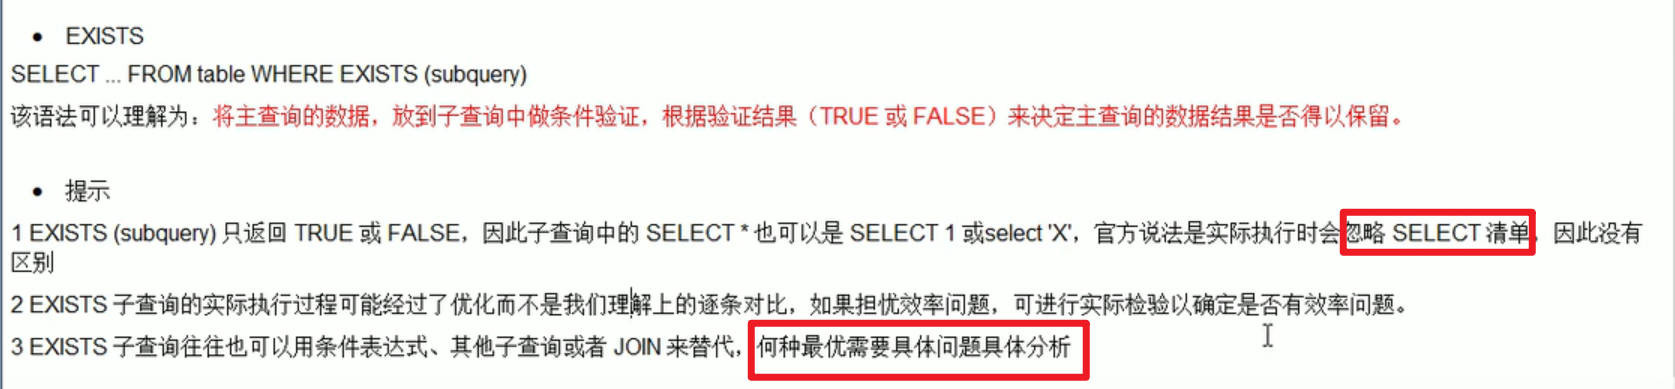 • EXISTS
SELECT ... FROM table WHERE EXISTS (subquery)
该语法可以理解为：将主查询的数据，放到子查询中做条件验证，根据验证结果（TRUE 或 FALSE）来决定主查询的数据结果是否得以保留。
• 提示
1 EXISTS (subquery) 只返回 TRUE 或 FALSE，因此子查询中的 SELECT * 也可以是 SELECT 1 或select 'X'，官方说法是实际执行时会忽略 SELECT 清单，因此没有
区别
2 EXISTS 子查询的实际执行过程可能经过了优化而不是我们理解上的逐条对比，如果担忧效率问题，可进行实际检验以确定是否有效率问题。
3 EXISTS 子查询往往也可以用条件表达式、其他子查询或者 JOIN 来替代，何种最优需要具体问题具体分析